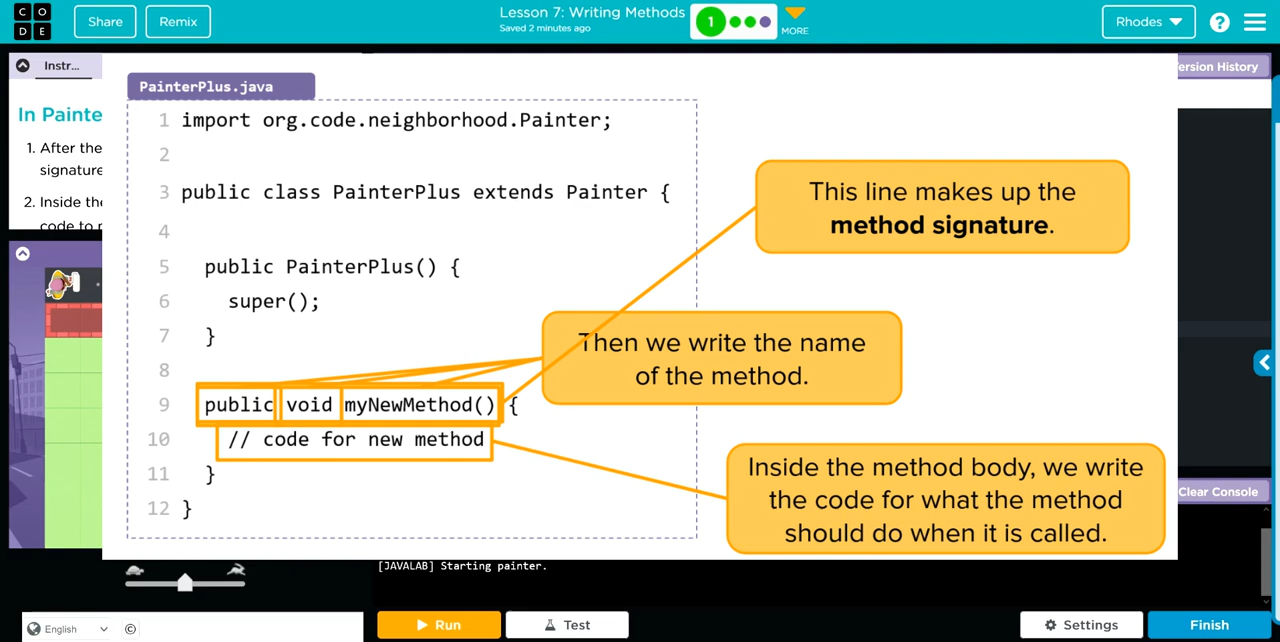 C O
D E
Share
Remix
Lesson 7: Writing Methods
Saved 2 minutes ago
1
MORE
Rhodes
?
Instr...
ersion History
In Painte
1. After the
signature
2. Inside the
code to r
PainterPlus.java
1 import org.code.neighborhood.Painter;
2
3 public class PainterPlus extends Painter {
4
5 public PainterPlus() {
6 super();
7 }
8
9 public void myNewMethod() {
10 // code for new method
11 }
12 }
This line makes up the
method signature.
Then we write the name
of the method.
Inside the method body, we write
the code for what the method
should do when it is called.
Clear Console
[JAVALAB] Starting painter.
English
©
Run
Test
Settings
Finish